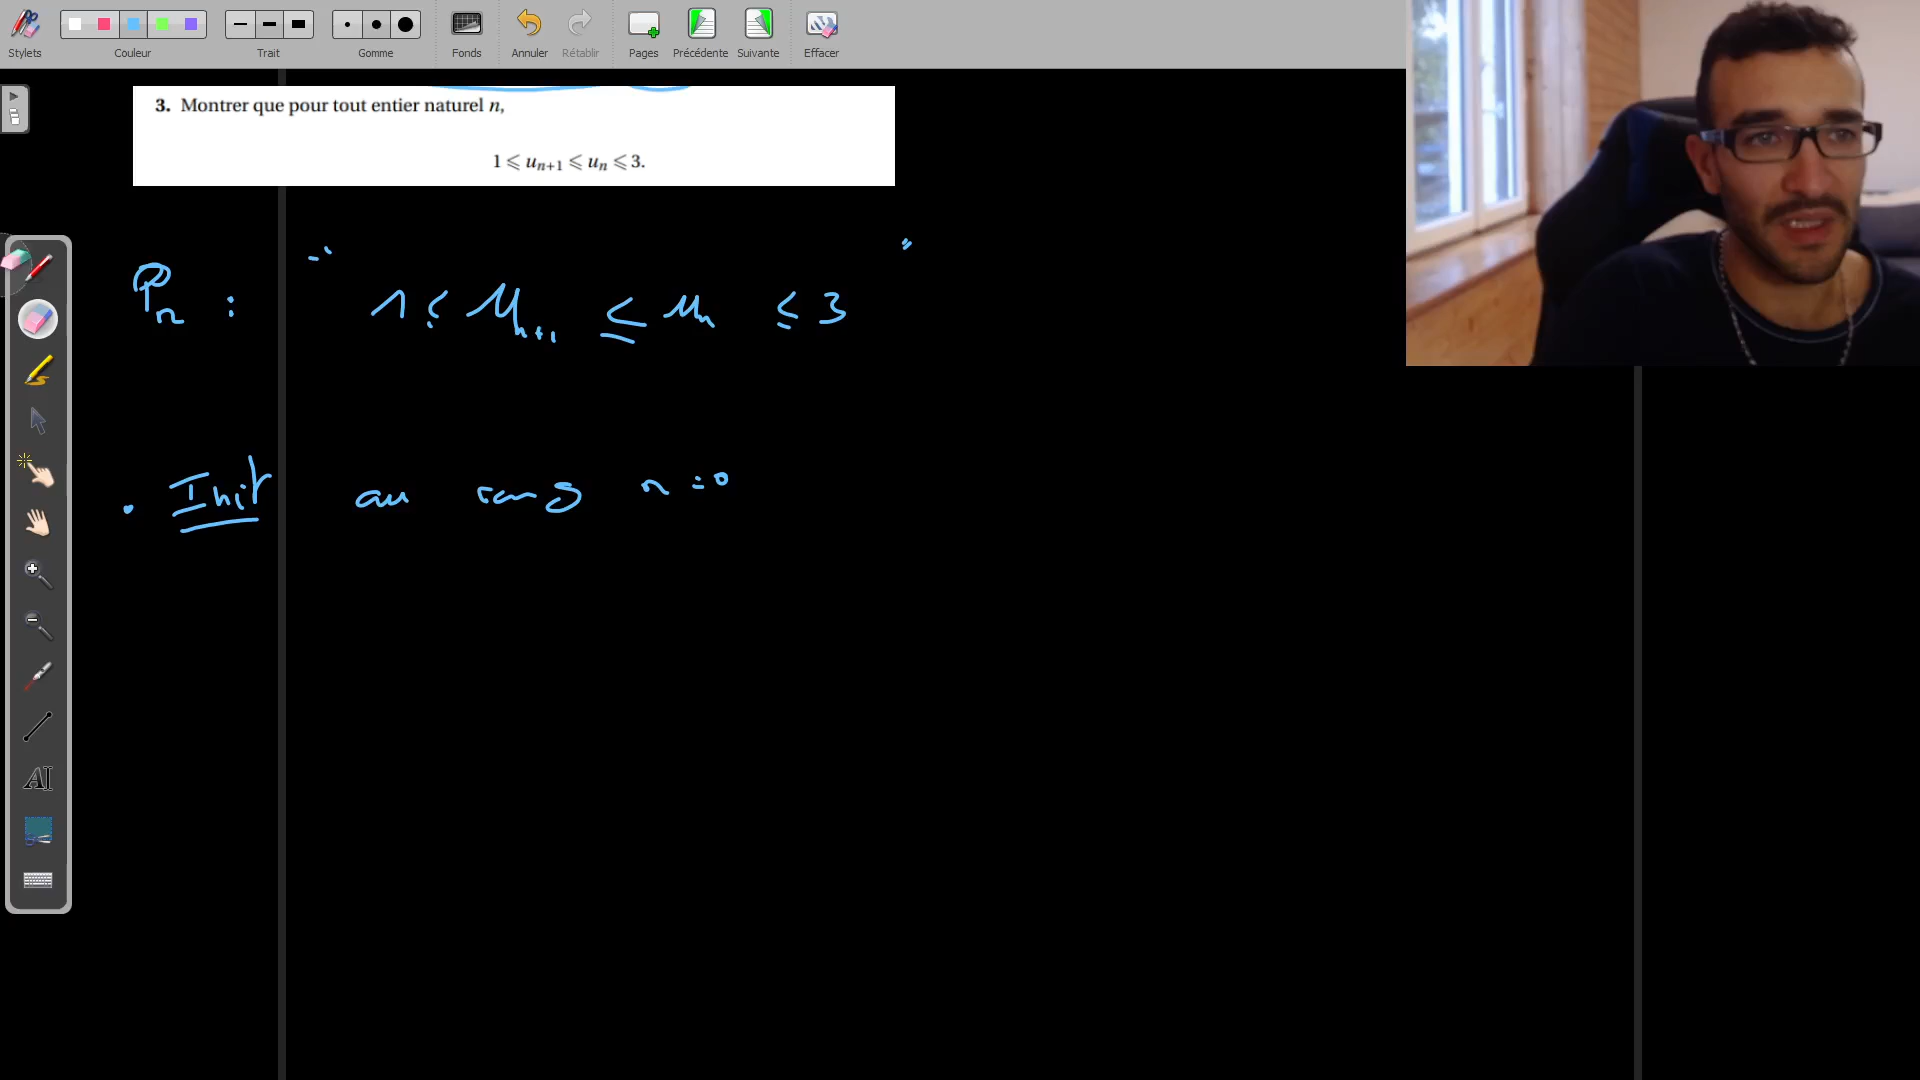 Stylets Couleur Trait Gomme Fonds Annuler Rétablir Pages Précédente Suivante Effacer
3. Montrer que pour tout entier naturel n,
1 ⩽ uₙ₊₁ ⩽ uₙ ⩽ 3.
Pₙ : " 1 ≤ uₙ₊₁ ≤ uₙ ≤ 3 "
• Init au rang n = 0
AI